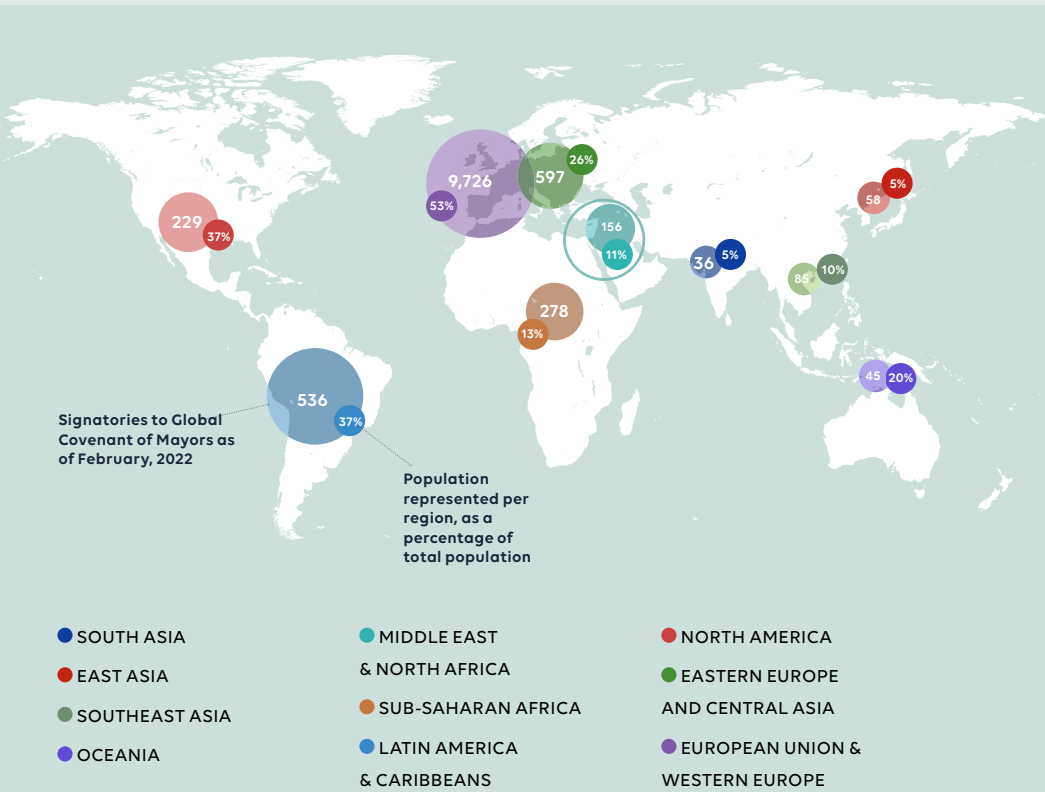 9,726
53%
597
26%
229
37%
156
11%
58
5%
36
5%
85
10%
278
13%
45
20%
536
37%
Signatories to Global
Covenant of Mayors as
of February, 2022
Population
represented per
region, as a
percentage of
total population
SOUTH ASIA
EAST ASIA
SOUTHEAST ASIA
OCEANIA
MIDDLE EAST
& NORTH AFRICA
SUB-SAHARAN AFRICA
LATIN AMERICA
& CARIBBEANS
NORTH AMERICA
EASTERN EUROPE
AND CENTRAL ASIA
EUROPEAN UNION &
WESTERN EUROPE